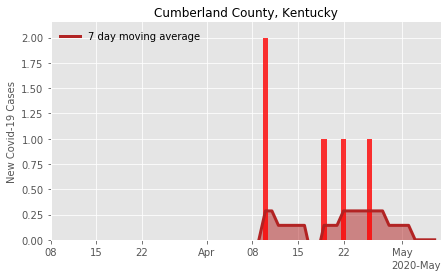 Cumberland County, Kentucky
7 day moving average
New Covid-19 Cases
2.00
1.75
1.50
1.25
1.00
0.75
0.50
0.25
0.00
08 15 22 Apr 08 15 22 May
2020-May